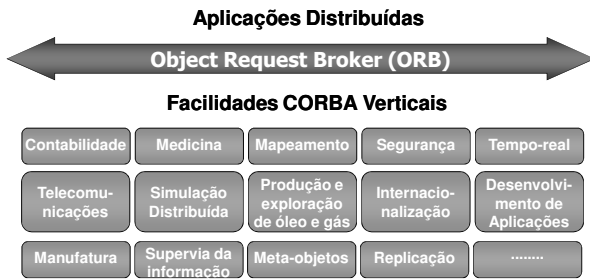 Aplicações Distribuídas
Object Request Broker (ORB)
Facilidades CORBA Verticais
Contabilidade
Medicina
Mapeamento
Segurança
Tempo-real
Telecomu-
nicações
Simulação
Distribuída
Produção e
exploração
de óleo e gás
Internacio-
nalização
Desenvolvi-
mento de
Aplicações
Manufatura
Supervia da
informação
Meta-objetos
Replicação
........